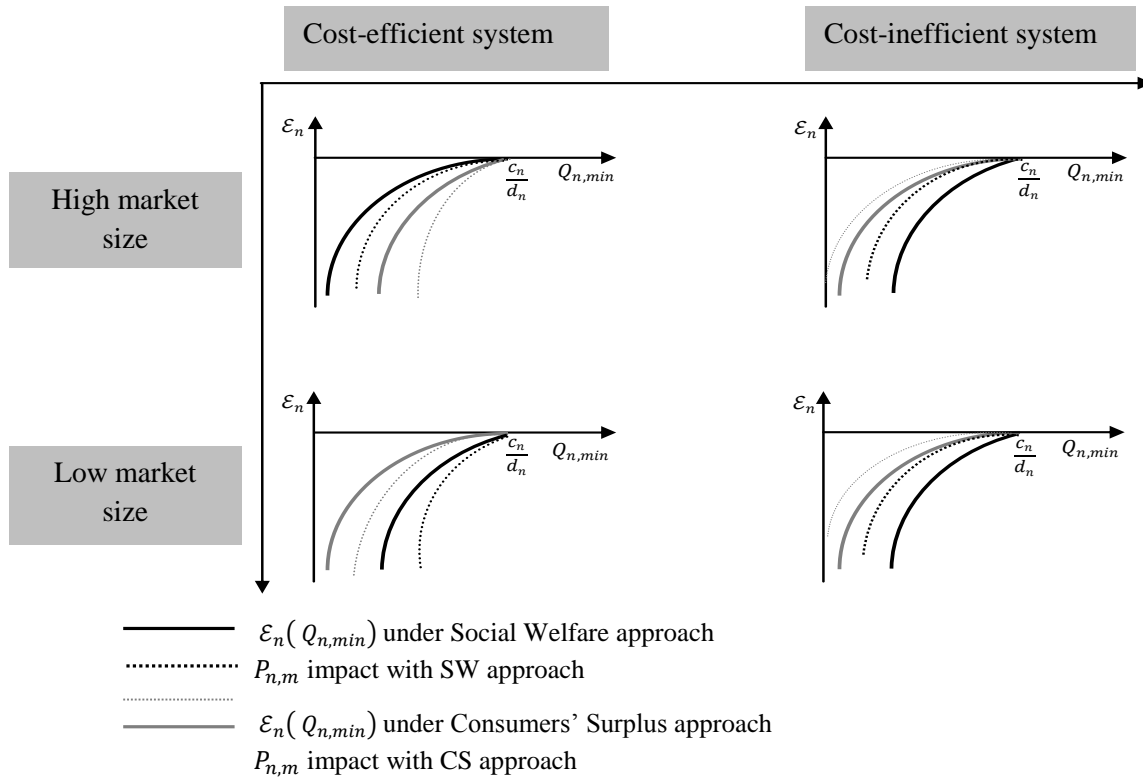 Cost-efficient system
Cost-inefficient system
High market
size
ℰn
cn
dn
Qn,min
ℰn
cn
dn
Qn,min
Low market
size
ℰn
cn
dn
Qn,min
ℰn
cn
dn
Qn,min
ℰn( Qn,min) under Social Welfare approach
Pn,m impact with SW approach
ℰn( Qn,min) under Consumers’ Surplus approach
Pn,m impact with CS approach